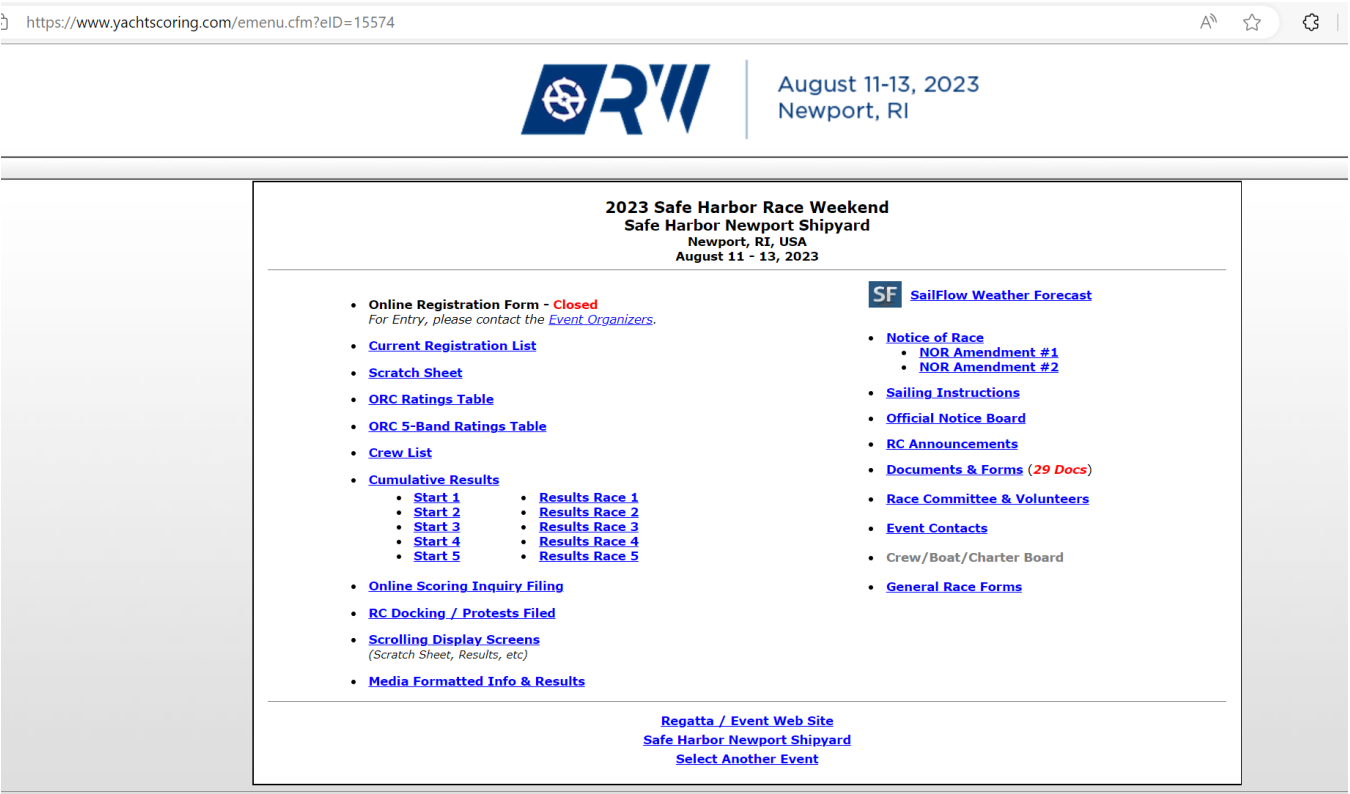 https://www.yachtscoring.com/emenu.cfm?eID=15574
RW
August 11-13, 2023
Newport, RI
2023 Safe Harbor Race Weekend
Safe Harbor Newport Shipyard
Newport, RI, USA
August 11 - 13, 2023
• Online Registration Form - Closed
For Entry, please contact the Event Organizers.
• Current Registration List
• Scratch Sheet
• ORC Ratings Table
• ORC 5-Band Ratings Table
• Crew List
• Cumulative Results
• Start 1 • Results Race 1
• Start 2 • Results Race 2
• Start 3 • Results Race 3
• Start 4 • Results Race 4
• Start 5 • Results Race 5
• Online Scoring Inquiry Filing
• RC Docking / Protests Filed
• Scrolling Display Screens
(Scratch Sheet, Results, etc)
• Media Formatted Info & Results
SF SailFlow Weather Forecast
• Notice of Race
• NOR Amendment #1
• NOR Amendment #2
• Sailing Instructions
• Official Notice Board
• RC Announcements
• Documents & Forms (29 Docs)
• Race Committee & Volunteers
• Event Contacts
• Crew/Boat/Charter Board
• General Race Forms
Regatta / Event Web Site
Safe Harbor Newport Shipyard
Select Another Event